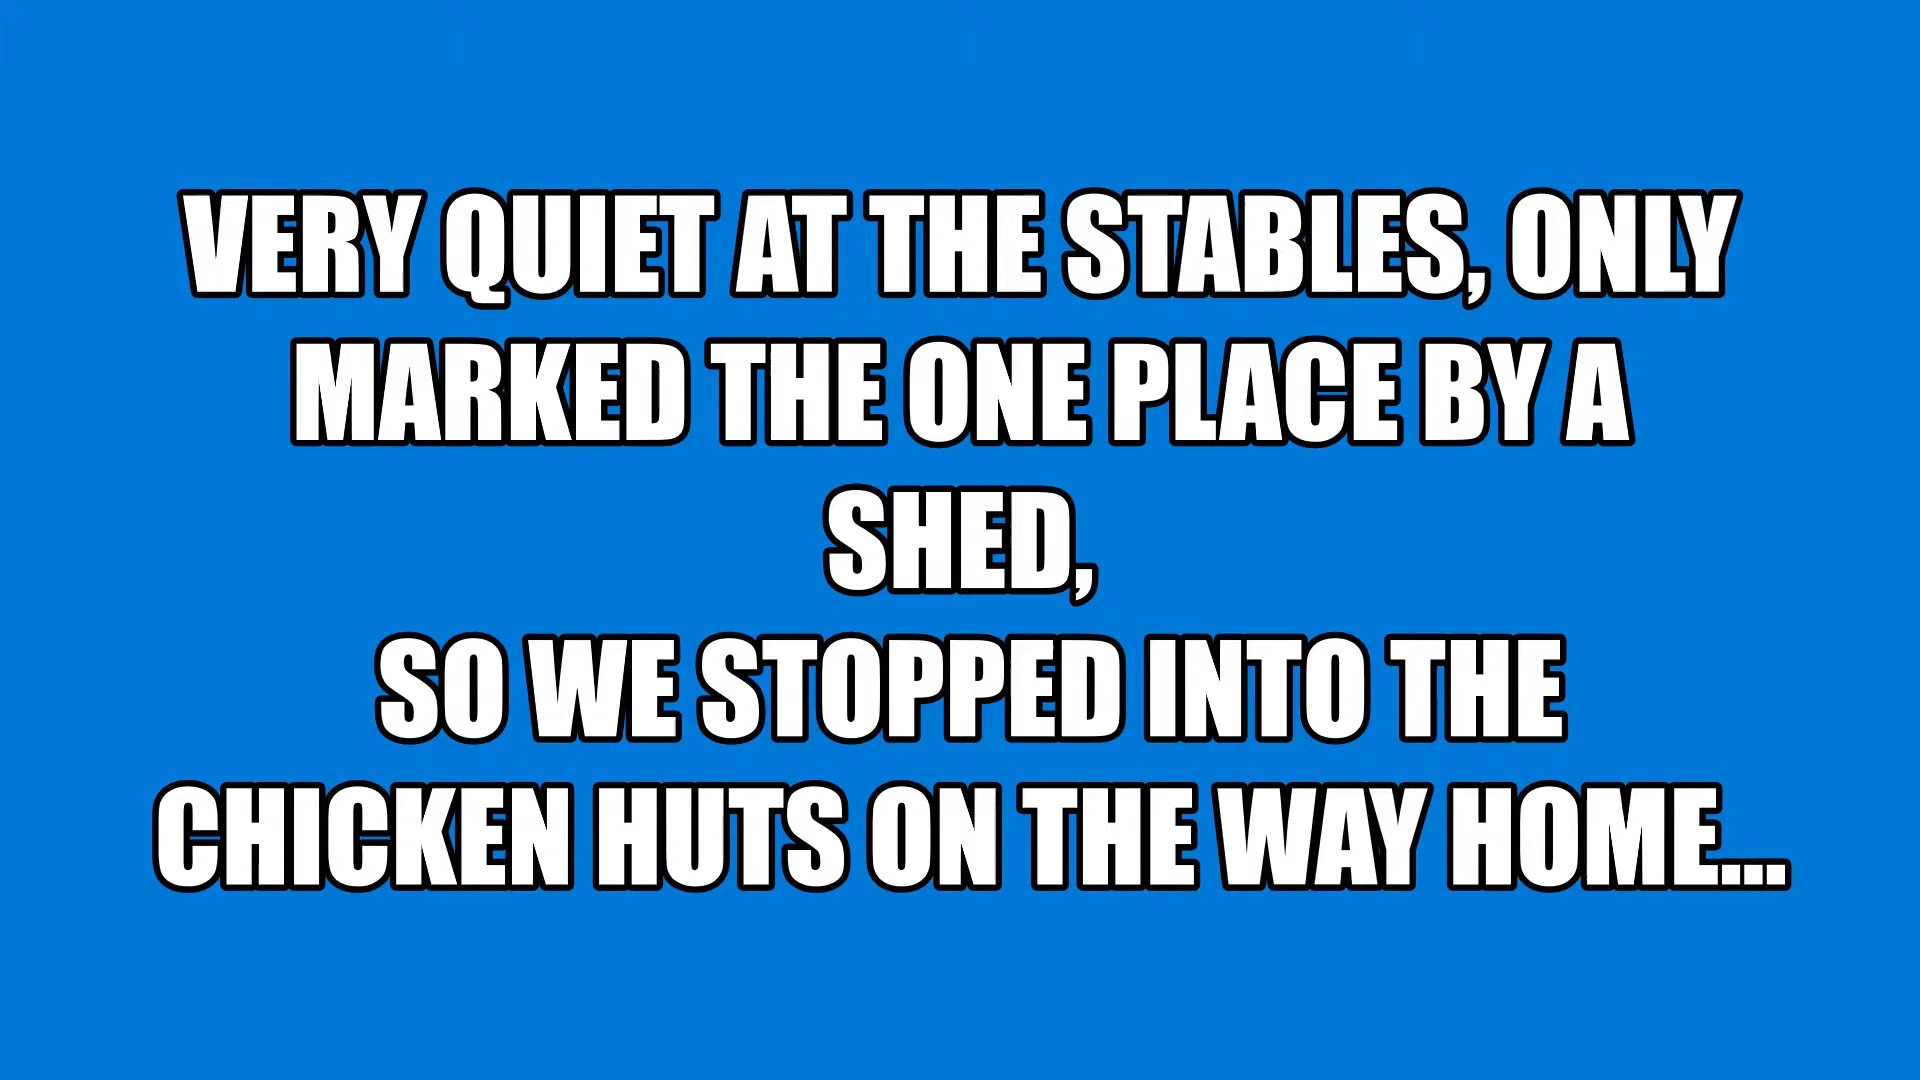 VERY QUIET AT THE STABLES, ONLY
MARKED THE ONE PLACE BY A
SHED,
SO WE STOPPED INTO THE
CHICKEN HUTS ON THE WAY HOME...